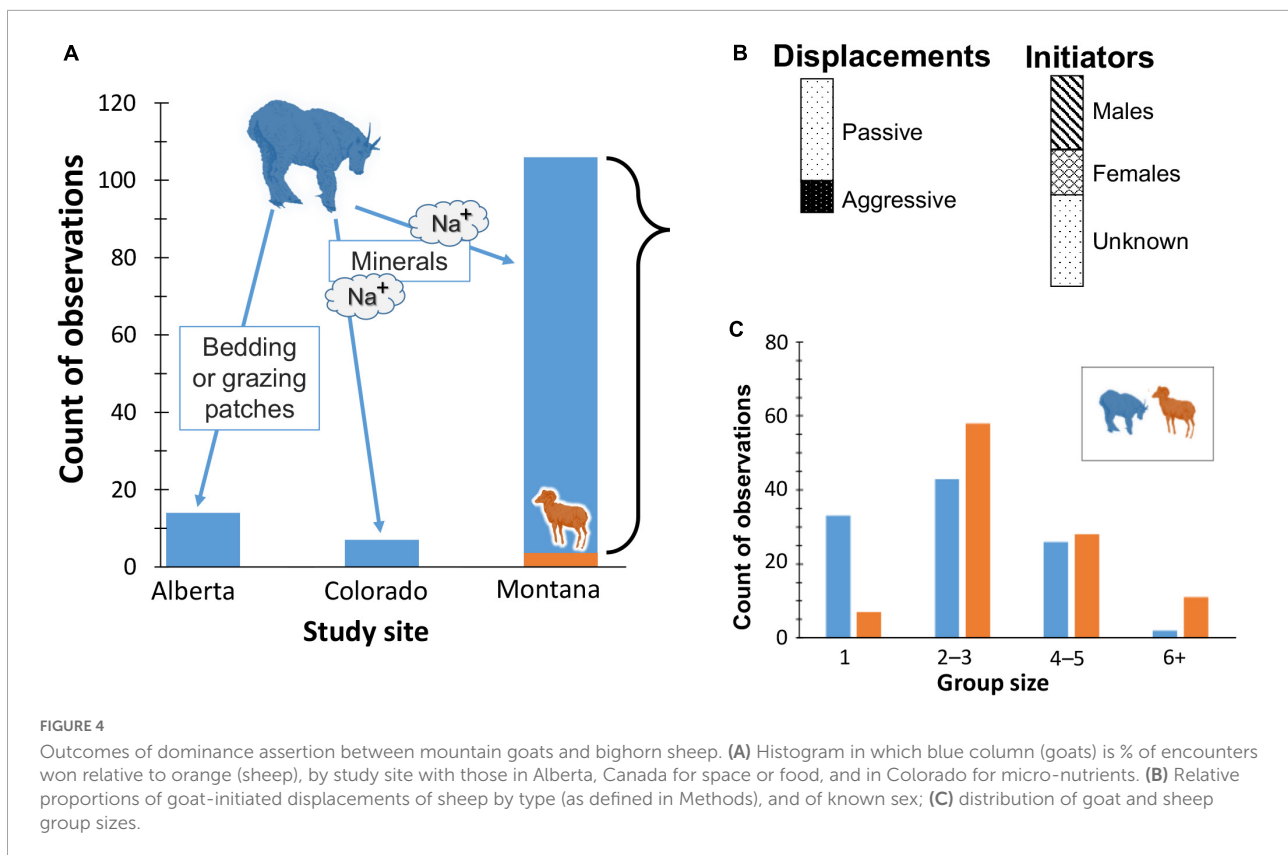 A
Count of observations
120
100
80
60
40
20
0
Na+
Minerals
Na+
Bedding
or grazing
patches
Alberta
Colorado
Montana
Study site
B
Displacements
Initiators
Passive
Aggressive
Males
Females
Unknown
C
Count of observations
80
60
40
20
0
1
2–3
4–5
6+
Group size
FIGURE 4
Outcomes of dominance assertion between mountain goats and bighorn sheep. (A) Histogram in which blue column (goats) is % of encounters
won relative to orange (sheep), by study site with those in Alberta, Canada for space or food, and in Colorado for micro-nutrients. (B) Relative
proportions of goat-initiated displacements of sheep by type (as defined in Methods), and of known sex; (C) distribution of goat and sheep
group sizes.